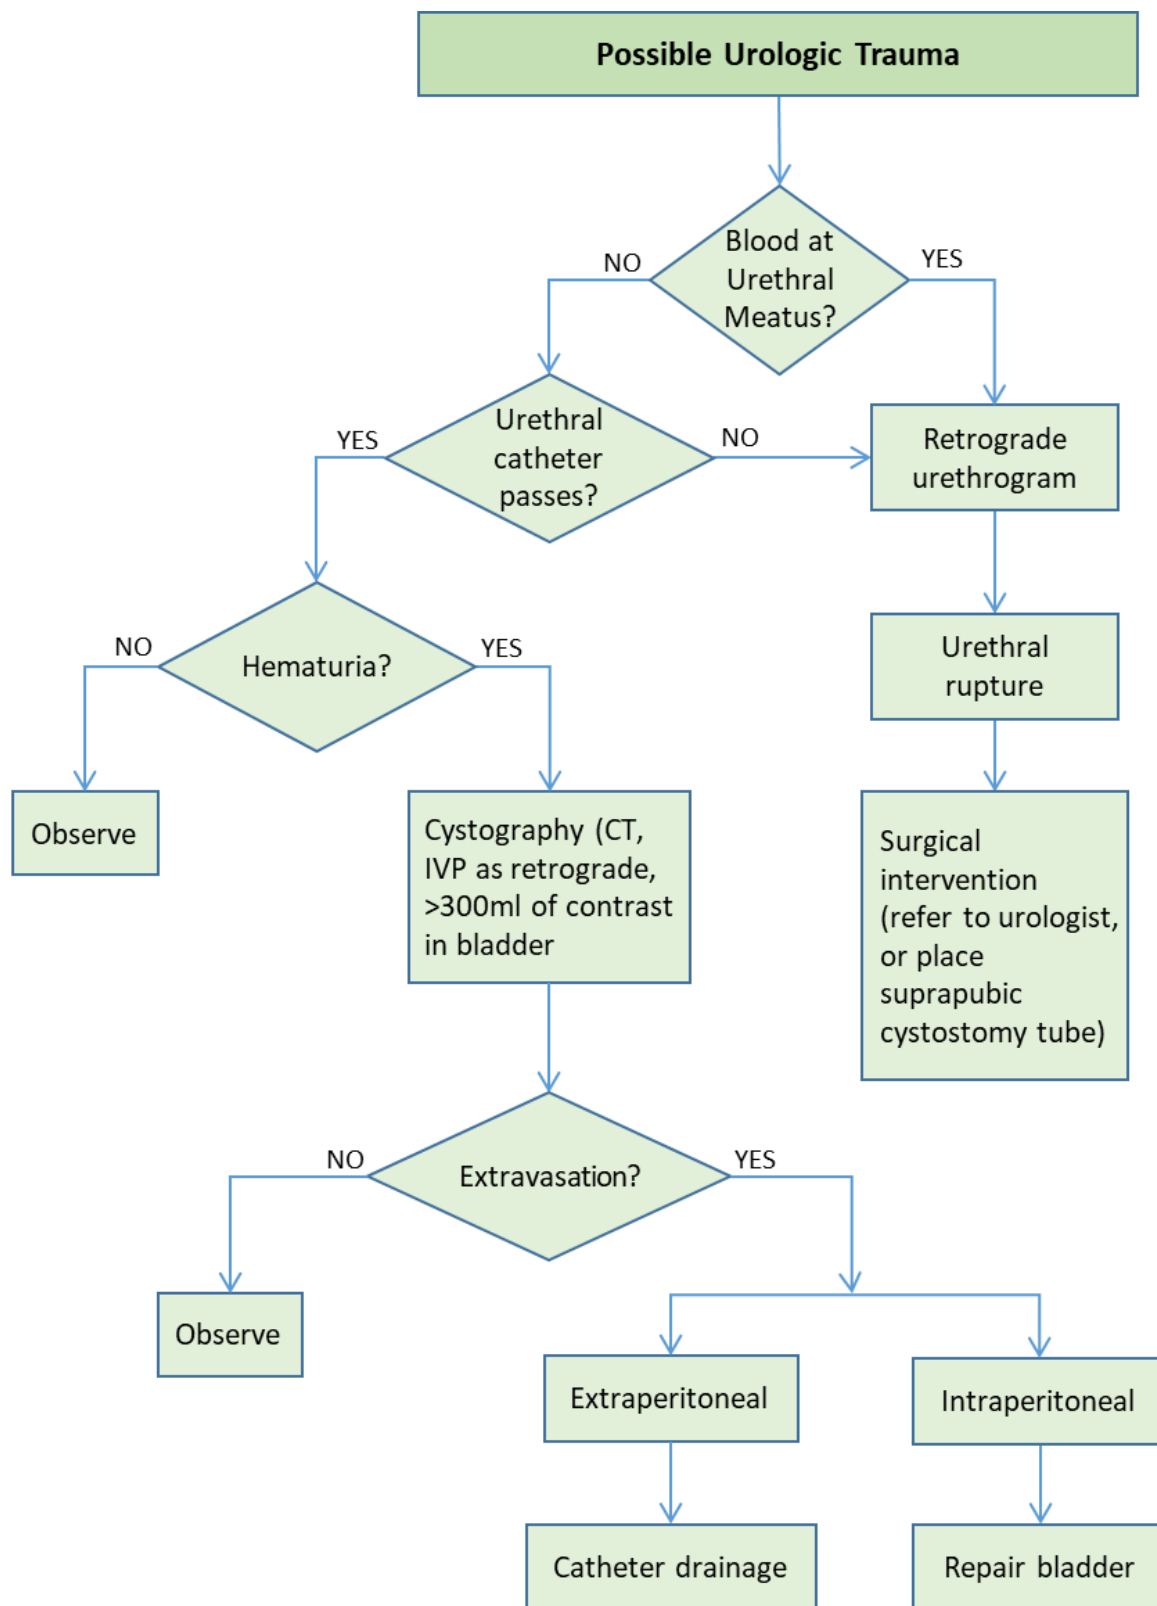 Possible Urologic Trauma
Blood at
Urethral
Meatus?
NO
YES
Urethral
catheter
passes?
YES
NO
Retrograde
urethrogram
Hematuria?
NO
YES
Urethral
rupture
Observe
Cystography (CT,
IVP as retrograde,
>300ml of contrast
in bladder
Surgical
intervention
(refer to urologist,
or place
suprapubic
cystostomy tube)
Extravasation?
NO
YES
Observe
Extraperitoneal
Intraperitoneal
Catheter drainage
Repair bladder